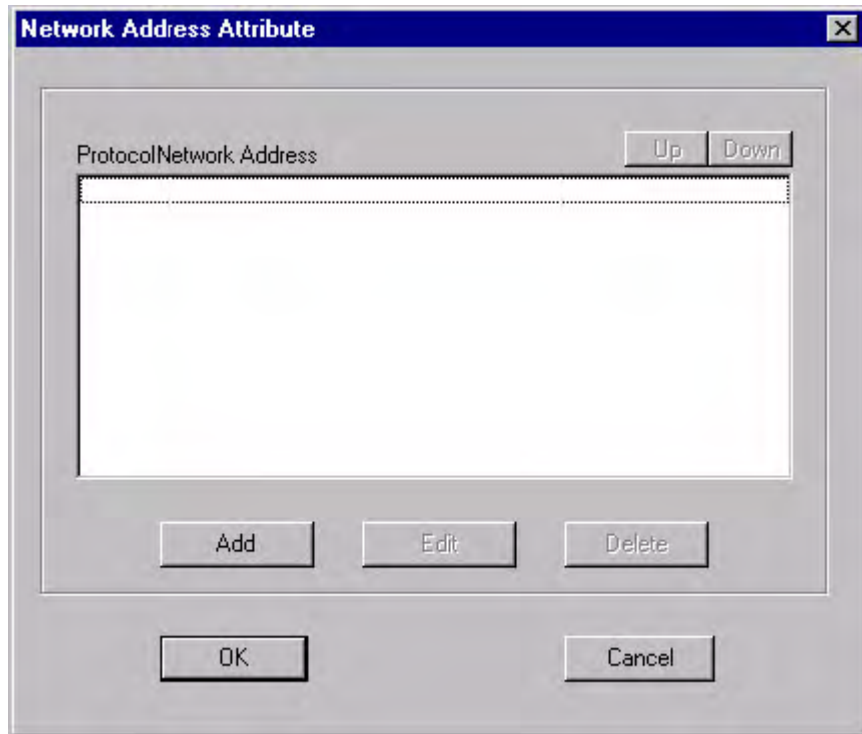 Network Address Attribute
Up Down
ProtocolNetwork Address
Add Edit Delete
OK Cancel